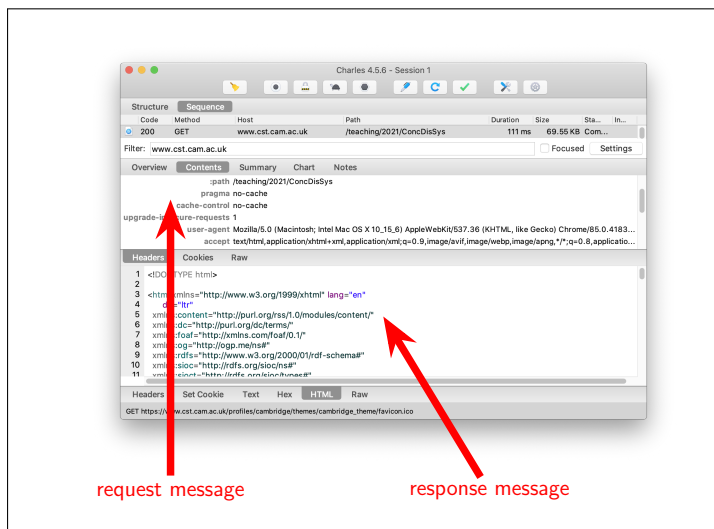 Charles 4.5.6 - Session 1
Structure Sequence
Code Method Host Path Duration Size Sta... In...
200 GET www.cst.cam.ac.uk /teaching/2021/ConcDisSys 111 ms 69.55 KB Com...
Filter: www.cst.cam.ac.uk Focused Settings
Overview Contents Summary Chart Notes
:path /teaching/2021/ConcDisSys
pragma no-cache
cache-control no-cache
upgrade-insecure-requests 1
user-agent Mozilla/5.0 (Macintosh; Intel Mac OS X 10_15_6) AppleWebKit/537.36 (KHTML, like Gecko) Chrome/85.0.4183...
accept text/html,application/xhtml+xml,application/xml;q=0.9,image/avif,image/webp,image/apng,*/*;q=0.8,applicatio...
Headers Cookies Raw
1 <!DOCTYPE html>
2
3 <html xmlns="http://www.w3.org/1999/xhtml" lang="en"
4 dir="ltr"
5 xmlns:content="http://purl.org/rss/1.0/modules/content/"
6 xmlns:dc="http://purl.org/dc/terms/"
7 xmlns:foaf="http://xmlns.com/foaf/0.1/"
8 xmlns:og="http://ogp.me/ns#"
9 xmlns:rdfs="http://www.w3.org/2000/01/rdf-schema#"
10 xmlns:sioc="http://rdfs.org/sioc/ns#"
11 xmlns:sioct="http://rdfs.org/sioc/types#"
Headers Set Cookie Text Hex HTML Raw
GET https://www.cst.cam.ac.uk/profiles/cambridge/themes/cambridge_theme/favicon.ico
request message
response message